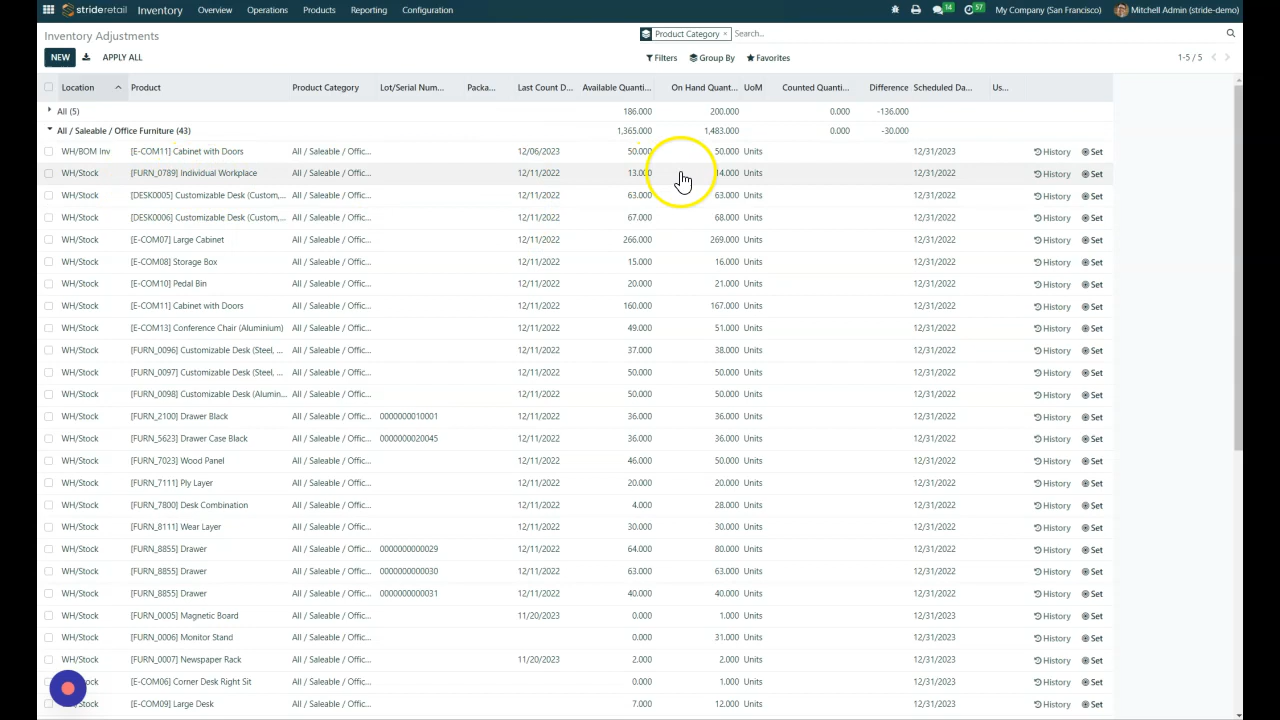 strideretail Inventory Overview Operations Products Reporting Configuration 14 57 My Company (San Francisco) Mitchell Admin (stride-demo)
Inventory Adjustments Product Category × Search...
NEW APPLY ALL Filters Group By Favorites 1-5 / 5
Location Product Product Category Lot/Serial Num... Packa... Last Count D... Available Quanti... On Hand Quant... UoM Counted Quanti... Difference Scheduled Da... Us...
All (5) 186.000 200.000 0.000 -136.000
All / Saleable / Office Furniture (43) 1,365.000 1,483.000 0.000 -30.000
WH/BOM Inv [E-COM11] Cabinet with Doors All / Saleable / Offic... 12/06/2023 50.000 50.000 Units 12/31/2023 History Set
WH/Stock [FURN_0789] Individual Workplace All / Saleable / Offic... 12/11/2022 13.000 14.000 Units 12/31/2022 History Set
WH/Stock [DESK0005] Customizable Desk (Custom,... All / Saleable / Offic... 12/11/2022 63.000 63.000 Units 12/31/2022 History Set
WH/Stock [DESK0006] Customizable Desk (Custom,... All / Saleable / Offic... 12/11/2022 67.000 68.000 Units 12/31/2022 History Set
WH/Stock [E-COM07] Large Cabinet All / Saleable / Offic... 12/11/2022 266.000 269.000 Units 12/31/2022 History Set
WH/Stock [E-COM08] Storage Box All / Saleable / Offic... 12/11/2022 15.000 16.000 Units 12/31/2022 History Set
WH/Stock [E-COM10] Pedal Bin All / Saleable / Offic... 12/11/2022 20.000 21.000 Units 12/31/2022 History Set
WH/Stock [E-COM11] Cabinet with Doors All / Saleable / Offic... 12/11/2022 160.000 167.000 Units 12/31/2022 History Set
WH/Stock [E-COM13] Conference Chair (Aluminium) All / Saleable / Offic... 12/11/2022 49.000 51.000 Units 12/31/2022 History Set
WH/Stock [FURN_0096] Customizable Desk (Steel, ... All / Saleable / Offic... 12/11/2022 37.000 38.000 Units 12/31/2022 History Set
WH/Stock [FURN_0097] Customizable Desk (Steel, ... All / Saleable / Offic... 12/11/2022 50.000 50.000 Units 12/31/2022 History Set
WH/Stock [FURN_0098] Customizable Desk (Alumin... All / Saleable / Offic... 12/11/2022 50.000 50.000 Units 12/31/2022 History Set
WH/Stock [FURN_2100] Drawer Black All / Saleable / Offic... 0000000010001 12/11/2022 36.000 36.000 Units 12/31/2022 History Set
WH/Stock [FURN_5623] Drawer Case Black All / Saleable / Offic... 0000000020045 12/11/2022 36.000 36.000 Units 12/31/2022 History Set
WH/Stock [FURN_7023] Wood Panel All / Saleable / Offic... 12/11/2022 46.000 50.000 Units 12/31/2022 History Set
WH/Stock [FURN_7111] Ply Layer All / Saleable / Offic... 12/11/2022 20.000 20.000 Units 12/31/2022 History Set
WH/Stock [FURN_7800] Desk Combination All / Saleable / Offic... 12/11/2022 4.000 28.000 Units 12/31/2022 History Set
WH/Stock [FURN_8111] Wear Layer All / Saleable / Offic... 12/11/2022 30.000 30.000 Units 12/31/2022 History Set
WH/Stock [FURN_8855] Drawer All / Saleable / Offic... 0000000000029 12/11/2022 64.000 80.000 Units 12/31/2022 History Set
WH/Stock [FURN_8855] Drawer All / Saleable / Offic... 0000000000030 12/11/2022 63.000 63.000 Units 12/31/2022 History Set
WH/Stock [FURN_8855] Drawer All / Saleable / Offic... 0000000000031 12/11/2022 40.000 40.000 Units 12/31/2022 History Set
WH/Stock [FURN_0005] Magnetic Board All / Saleable / Offic... 11/20/2023 0.000 1.000 Units 12/31/2023 History Set
WH/Stock [FURN_0006] Monitor Stand All / Saleable / Offic... 0.000 31.000 Units 12/31/2023 History Set
WH/Stock [FURN_0007] Newspaper Rack All / Saleable / Offic... 11/20/2023 2.000 4.000 Units 12/31/2023 History Set
WH/Stock [E-COM06] Corner Desk Right Sit All / Saleable / Offic... 0.000 1.000 Units 12/31/2023 History Set
WH/Stock [E-COM09] Large Desk All / Saleable / Offic... 7.000 12.000 Units 12/31/2023 History Set